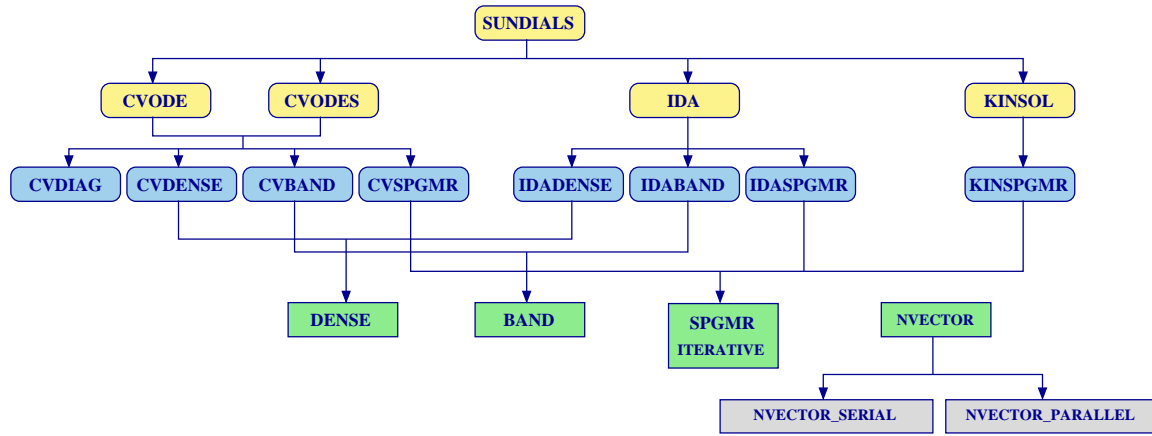 SUNDIALS
CVODE
CVODES
IDA
KINSOL
CVDIAG
CVDENSE
CVBAND
CVSPGMR
IDADENSE
IDABAND
IDASPGMR
KINSPGMR
DENSE
BAND
SPGMR
ITERATIVE
NVECTOR
NVECTOR_SERIAL
NVECTOR_PARALLEL